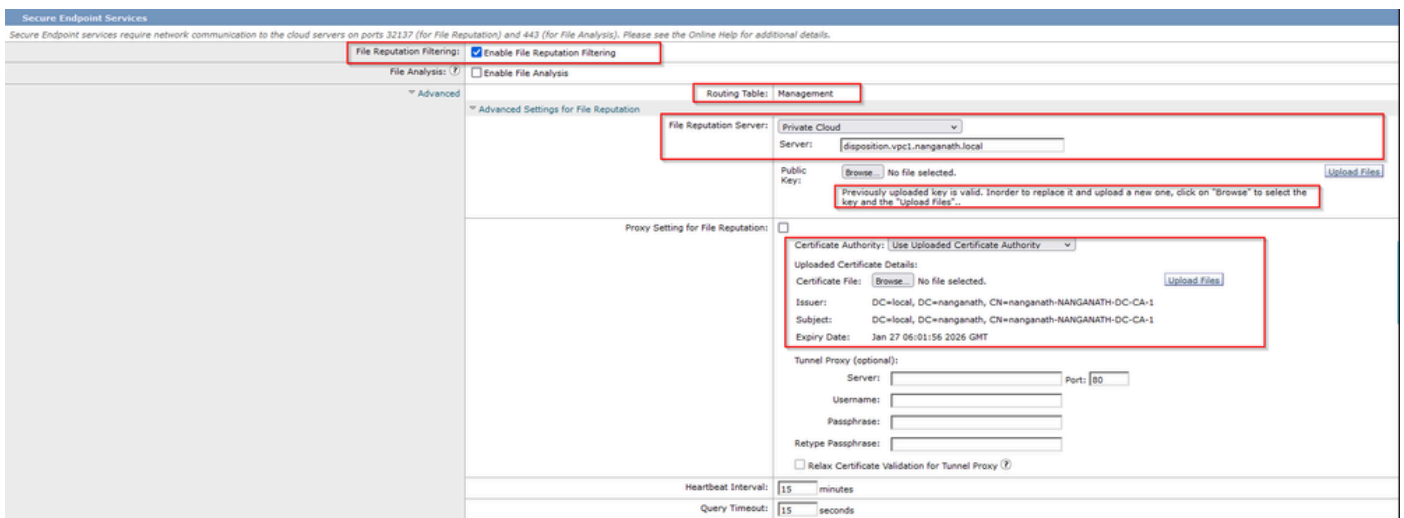 Secure Endpoint Services
Secure Endpoint services require network communication to the cloud servers on ports 32137 (for File Reputation) and 443 (for File Analysis). Please see the Online Help for additional details.
File Reputation Filtering: Enable File Reputation Filtering
File Analysis: ? Enable File Analysis
Advanced
Routing Table: Management
Advanced Settings for File Reputation
File Reputation Server: Private Cloud
Server: disposition.vpc1.nanganath.local
Public Key: Browse... No file selected. Upload Files
Previously uploaded key is valid. Inorder to replace it and upload a new one, click on "Browse" to select the
key and the "Upload Files"..
Proxy Setting for File Reputation:
Certificate Authority: Use Uploaded Certificate Authority
Uploaded Certificate Details:
Certificate File: Browse... No file selected. Upload Files
Issuer: DC=local, DC=nanganath, CN=nanganath-NANGANATH-DC-CA-1
Subject: DC=local, DC=nanganath, CN=nanganath-NANGANATH-DC-CA-1
Expiry Date: Jan 27 06:01:56 2026 GMT
Tunnel Proxy (optional):
Server: Port: 80
Username:
Passphrase:
Retype Passphrase:
Relax Certificate Validation for Tunnel Proxy ?
Heartbeat Interval: 15 minutes
Query Timeout: 15 seconds